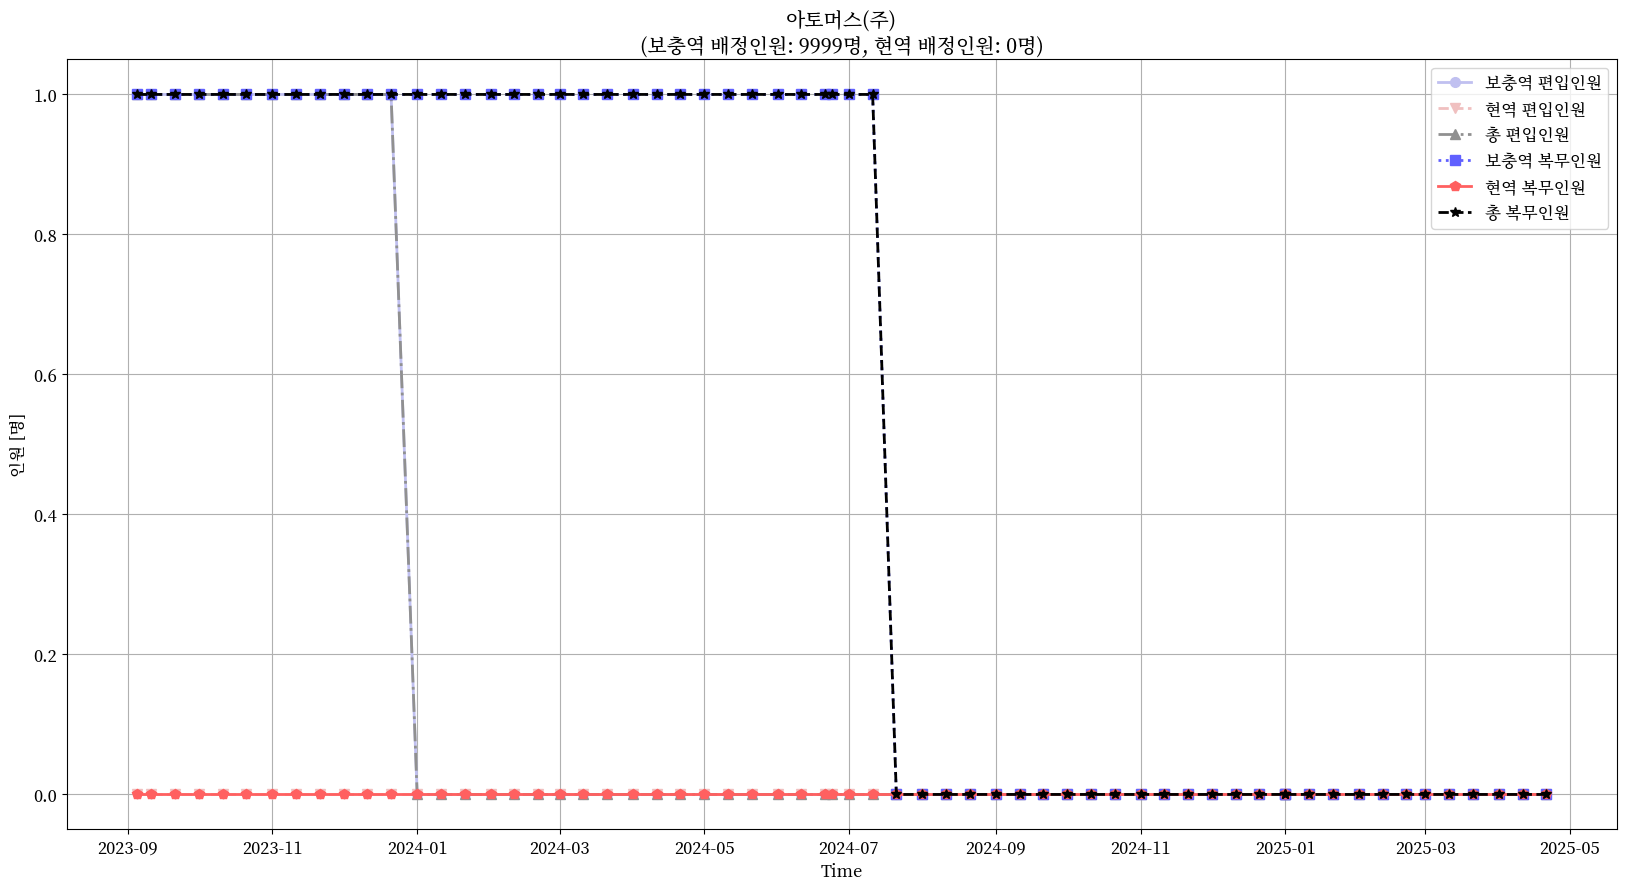 아토머스(주)
(보충역 배정인원: 9999명, 현역 배정인원: 0명)
1.0
0.8
0.6
0.4
0.2
0.0
인원 [명]
보충역 편입인원
현역 편입인원
총 편입인원
보충역 복무인원
현역 복무인원
총 복무인원
2023-09
2023-11
2024-01
2024-03
2024-05
2024-07
2024-09
2024-11
2025-01
2025-03
2025-05
Time